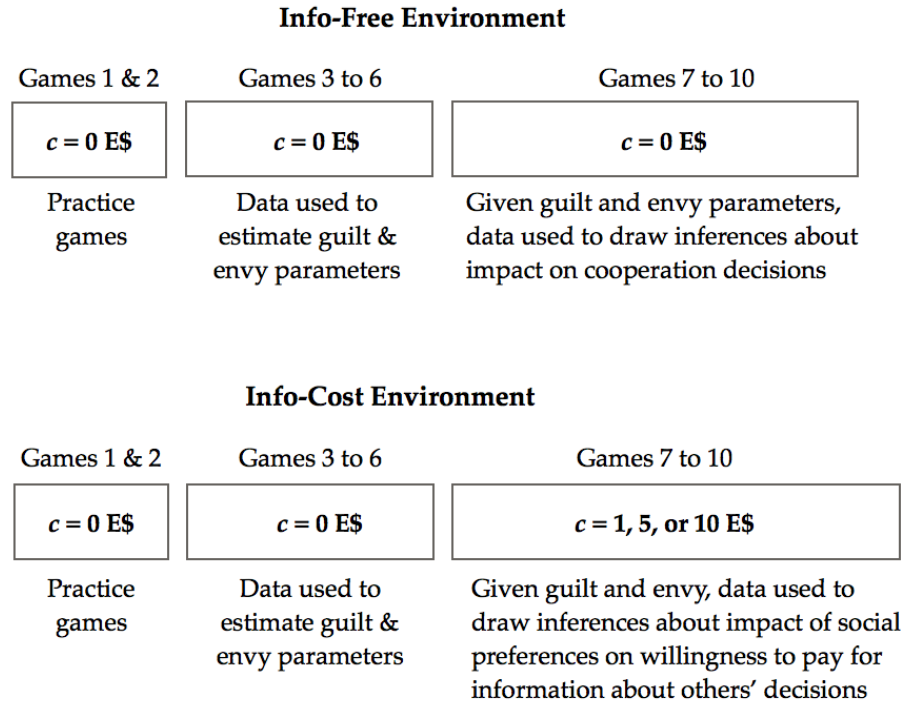 Info-Free Environment
Games 1 & 2
Games 3 to 6
Games 7 to 10
c = 0 E$
c = 0 E$
c = 0 E$
Practice
games
Data used to
estimate guilt &
envy parameters
Given guilt and envy parameters,
data used to draw inferences about
impact on cooperation decisions
Info-Cost Environment
Games 1 & 2
Games 3 to 6
Games 7 to 10
c = 0 E$
c = 0 E$
c = 1, 5, or 10 E$
Practice
games
Data used to
estimate guilt &
envy parameters
Given guilt and envy, data used to
draw inferences about impact of social
preferences on willingness to pay for
information about others’ decisions